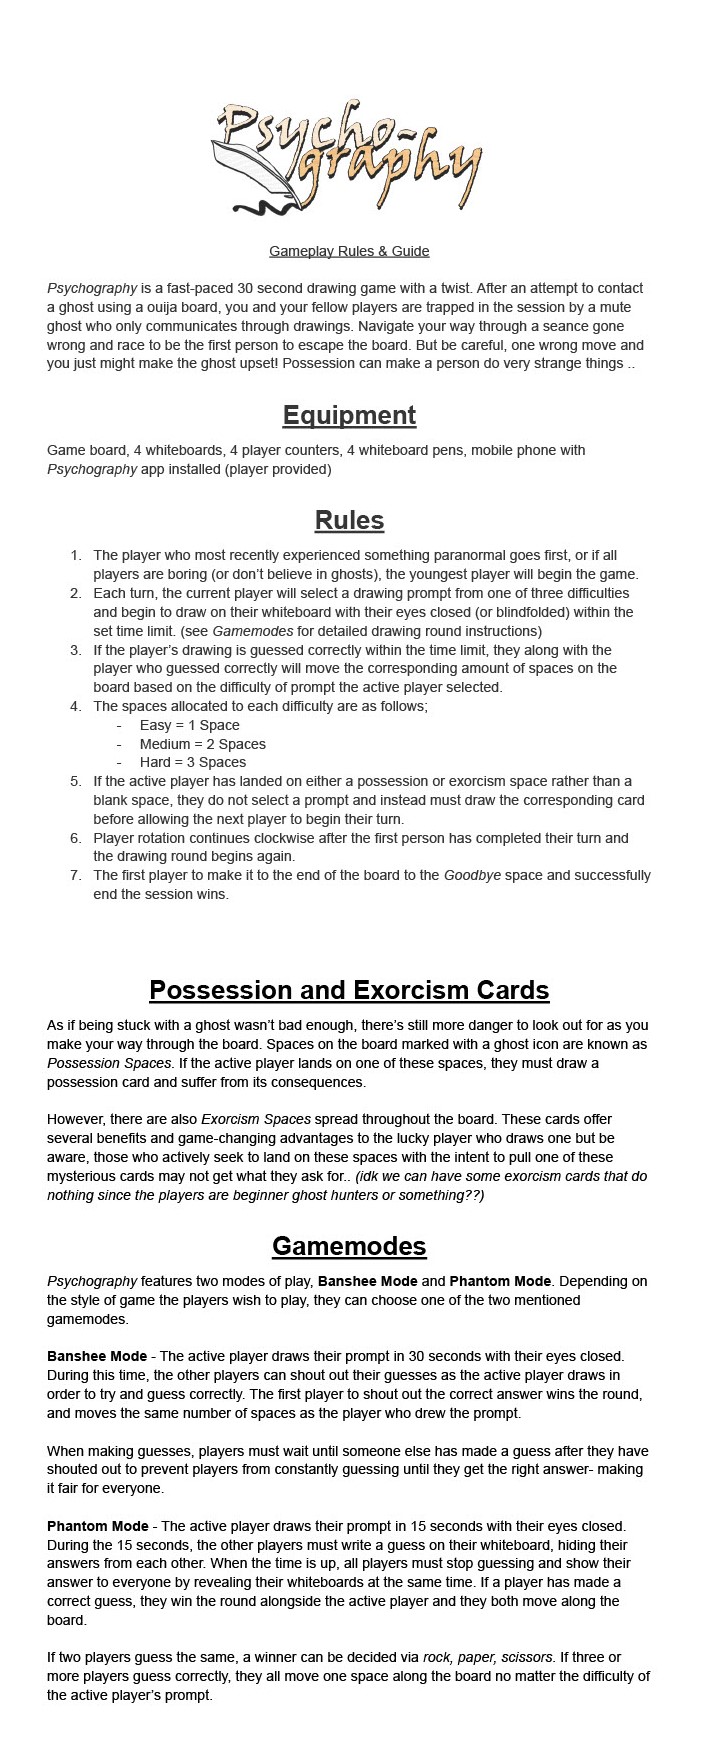 Psycho-
graphy
Gameplay Rules & Guide
Psychography is a fast-paced 30 second drawing game with a twist. After an attempt to contact
a ghost using a ouija board, you and your fellow players are trapped in the session by a mute
ghost who only communicates through drawings. Navigate your way through a seance gone
wrong and race to be the first person to escape the board. But be careful, one wrong move and
you just might make the ghost upset! Possession can make a person do very strange things ..
Equipment
Game board, 4 whiteboards, 4 player counters, 4 whiteboard pens, mobile phone with
Psychography app installed (player provided)
Rules
1. The player who most recently experienced something paranormal goes first, or if all
players are boring (or don't believe in ghosts), the youngest player will begin the game.
2. Each turn, the current player will select a drawing prompt from one of three difficulties
and begin to draw on their whiteboard with their eyes closed (or blindfolded) within the
set time limit. (see Gamemodes for detailed drawing round instructions)
3. If the player's drawing is guessed correctly within the time limit, they along with the
player who guessed correctly will move the corresponding amount of spaces on the
board based on the difficulty of prompt the active player selected.
4. The spaces allocated to each difficulty are as follows;
- Easy = 1 Space
- Medium = 2 Spaces
- Hard = 3 Spaces
5. If the active player has landed on either a possession or exorcism space rather than a
blank space, they do not select a prompt and instead must draw the corresponding card
before allowing the next player to begin their turn.
6. Player rotation continues clockwise after the first person has completed their turn and
the drawing round begins again.
7. The first player to make it to the end of the board to the Goodbye space and successfully
end the session wins.
Possession and Exorcism Cards
As if being stuck with a ghost wasn't bad enough, there's still more danger to look out for as you
make your way through the board. Spaces on the board marked with a ghost icon are known as
Possession Spaces. If the active player lands on one of these spaces, they must draw a
possession card and suffer from its consequences.
However, there are also Exorcism Spaces spread throughout the board. These cards offer
several benefits and game-changing advantages to the lucky player who draws one but be
aware, those who actively seek to land on these spaces with the intent to pull one of these
mysterious cards may not get what they ask for.. (idk we can have some exorcism cards that do
nothing since the players are beginner ghost hunters or something??)
Gamemodes
Psychography features two modes of play, Banshee Mode and Phantom Mode. Depending on
the style of game the players wish to play, they can choose one of the two mentioned
gamemodes.
Banshee Mode - The active player draws their prompt in 30 seconds with their eyes closed.
During this time, the other players can shout out their guesses as the active player draws in
order to try and guess correctly. The first player to shout out the correct answer wins the round,
and moves the same number of spaces as the player who drew the prompt.
When making guesses, players must wait until someone else has made a guess after they have
shouted out to prevent players from constantly guessing until they get the right answer- making
it fair for everyone.
Phantom Mode - The active player draws their prompt in 15 seconds with their eyes closed.
During the 15 seconds, the other players must write a guess on their whiteboard, hiding their
answers from each other. When the time is up, all players must stop guessing and show their
answer to everyone by revealing their whiteboards at the same time. If a player has made a
correct guess, they win the round alongside the active player and they both move along the
board.
If two players guess the same, a winner can be decided via rock, paper, scissors. If three or
more players guess correctly, they all move one space along the board no matter the difficulty of
the active player's prompt.